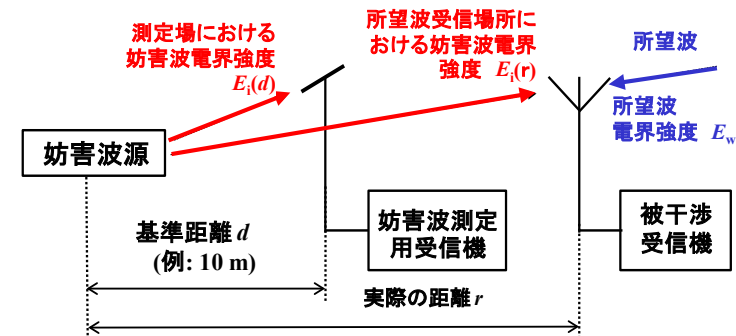 測定場における
妨害波電界強度
Ei(d)
所望波受信場所に
おける妨害波電界
強度 Ei(r)
所望波
所望波
電界強度 Ew
妨害波源
妨害波測定
用受信機
被干渉
受信機
基準距離 d
(例: 10 m)
実際の距離 r